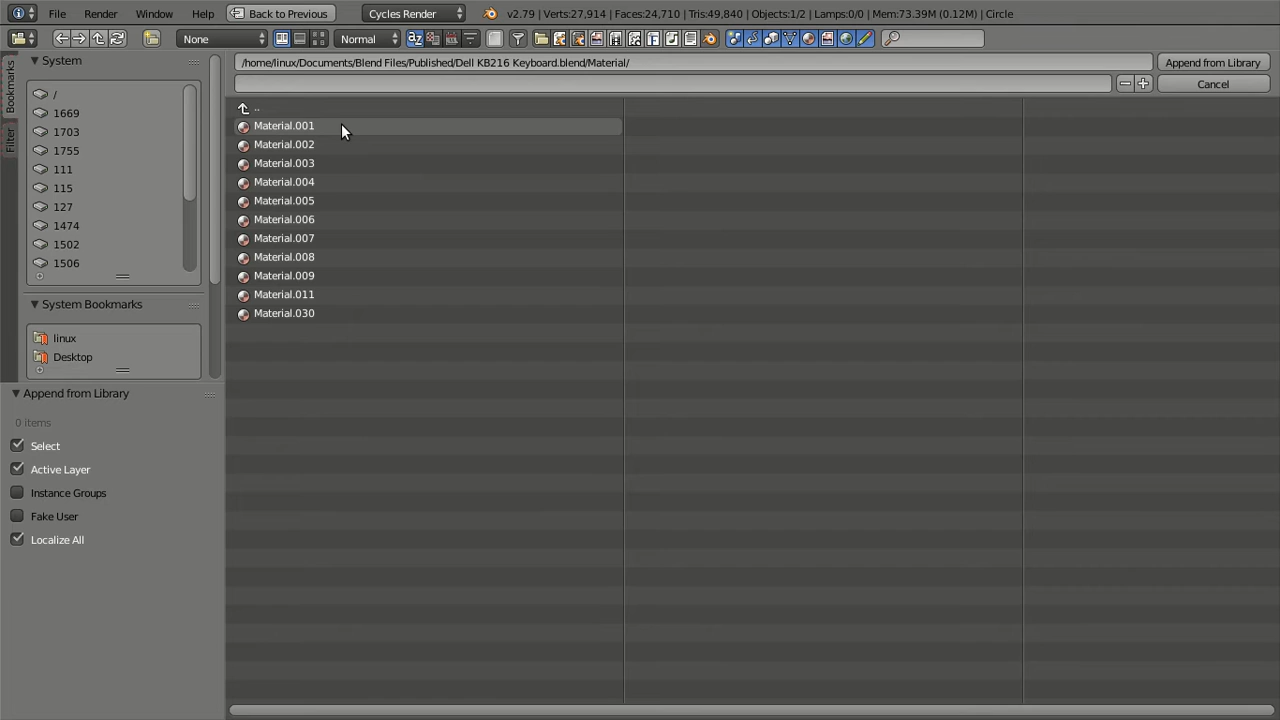 File Render Window Help Back to Previous Cycles Render v2.79 | Verts:27,914 | Faces:24,710 | Tris:49,840 | Objects:1/2 | Lamps:0/0 | Mem:73.39M (0.12M) | Circle
None Normal
Bookmarks
Filter
System
/
1669
1703
1755
111
115
127
1474
1502
1506
System Bookmarks
linux
Desktop
Append from Library
0 items
Select
Active Layer
Instance Groups
Fake User
Localize All
/home/linux/Documents/Blend Files/Published/Dell KB216 Keyboard.blend/Material/
Append from Library
Cancel
..
Material.001
Material.002
Material.003
Material.004
Material.005
Material.006
Material.007
Material.008
Material.009
Material.011
Material.030